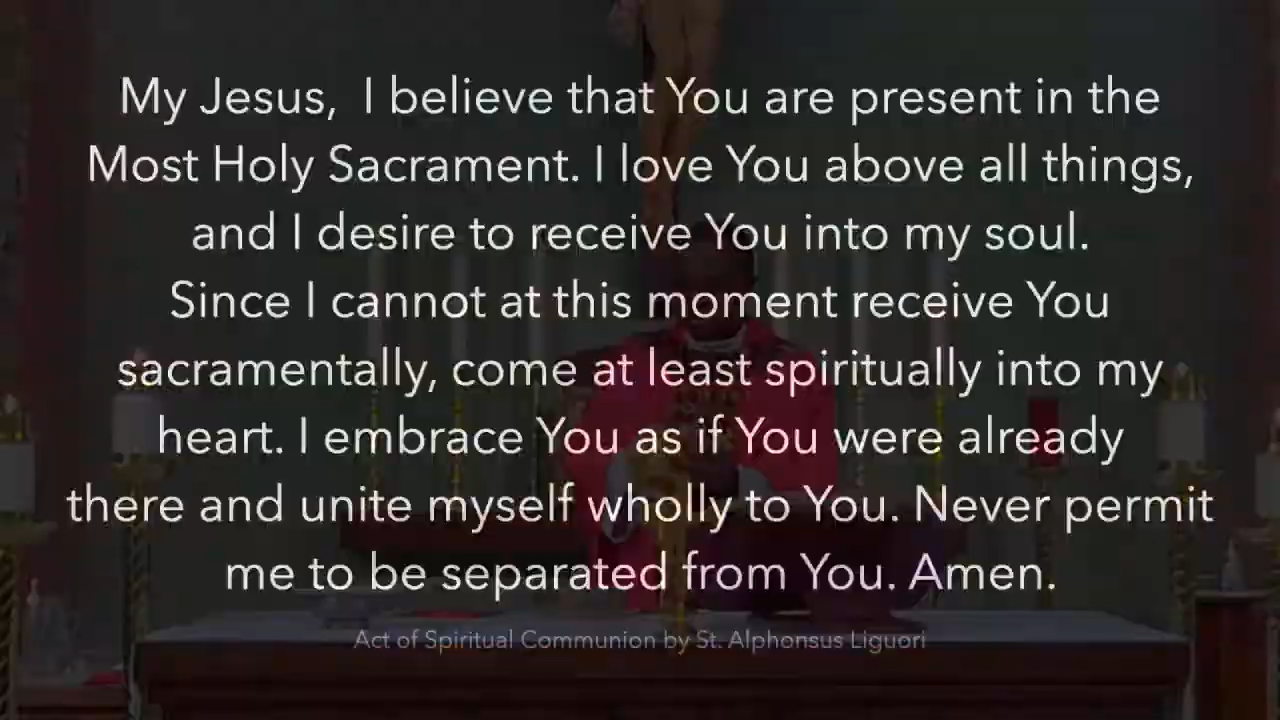 My Jesus,  I believe that You are present in the
Most Holy Sacrament. I love You above all things,
and I desire to receive You into my soul.
Since I cannot at this moment receive You
sacramentally, come at least spiritually into my
heart. I embrace You as if You were already
there and unite myself wholly to You. Never permit
me to be separated from You. Amen.
Act of Spiritual Communion by St. Alphonsus Liguori